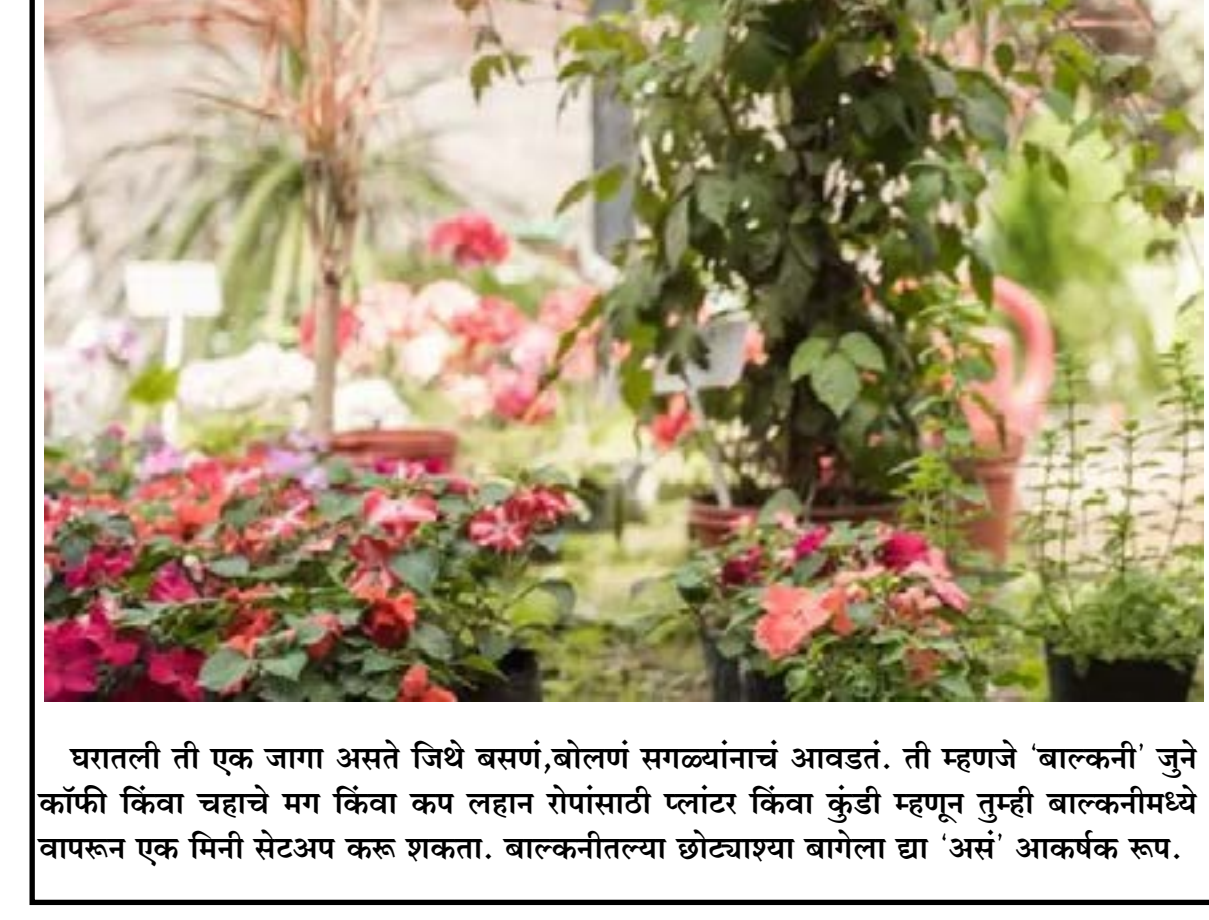 घरातली ती एक जागा असते जिथे बसणं,बोलणं सगळ्यांनाचं आवडतं. ती म्हणजे ‘बाल्कनी’ जुने
कॉफी किंवा चहाचे मग किंवा कप लहान रोपांसाठी प्लांटर किंवा कुंडी म्हणून तुम्ही बाल्कनीमध्ये
वापरून एक मिनी सेटअप करू शकता. बाल्कनीतल्या छोट्याश्या बागेला द्या ‘असं’ आकर्षक रूप.